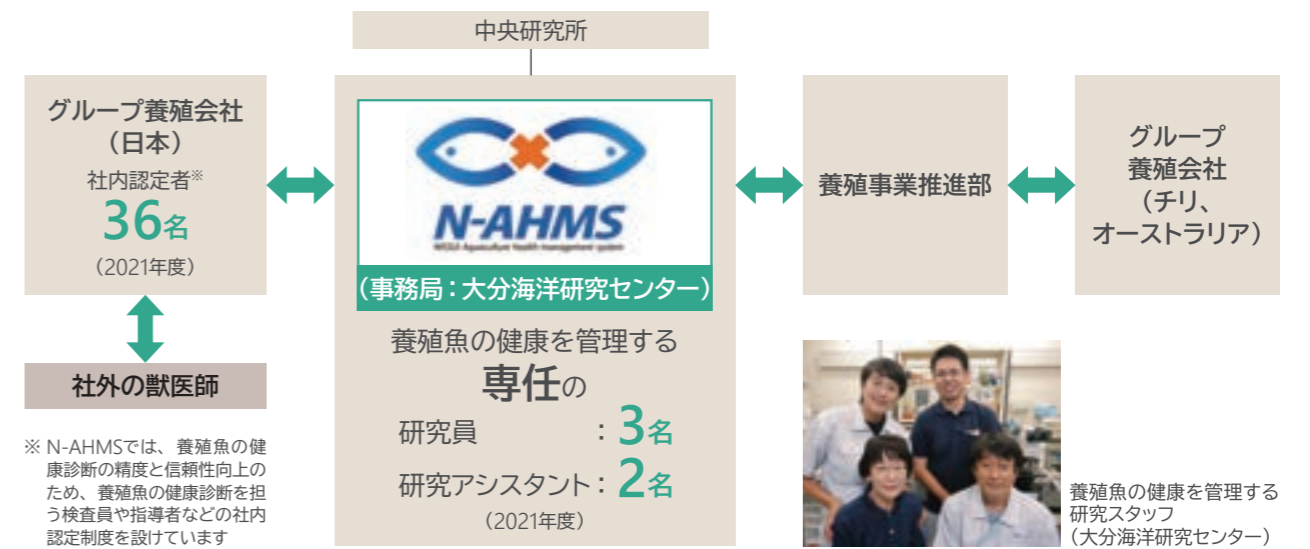 中央研究所
グループ養殖会社
（日本）
社内認定者※
36名
（2021年度）
社外の獣医師
※ N-AHMSでは、養殖魚の健
康診断の精度と信頼性向上の
ため、養殖魚の健康診断を担
う検査員や指導者などの社内
認定制度を設けています
N-AHMS
NISSUI Aquaculture health management system
（事務局：大分海洋研究センター）
養殖魚の健康を管理する
専任の
研究員 ：3名
研究アシスタント：2名
（2021年度）
養殖事業推進部
グループ
養殖会社
（チリ、
オーストラリア）
養殖魚の健康を管理する
研究スタッフ
（大分海洋研究センター）